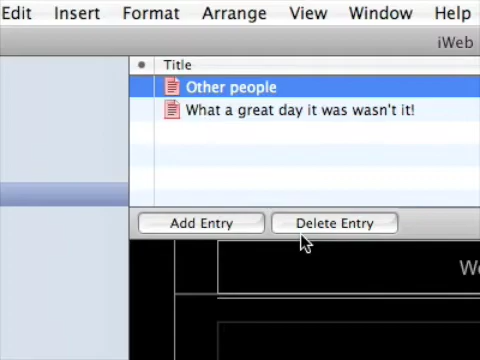 Edit Insert Format Arrange View Window Help
iWeb
Title
Other people
What a great day it was wasn't it!
Add Entry Delete Entry